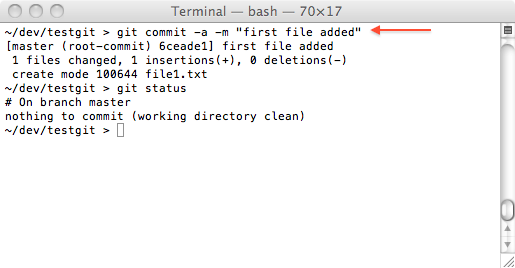 Terminal — bash — 70×17
~/dev/testgit > git commit -a -m "first file added"
[master (root-commit) 6ceade1] first file added
 1 files changed, 1 insertions(+), 0 deletions(-)
 create mode 100644 file1.txt
~/dev/testgit > git status
# On branch master
nothing to commit (working directory clean)
~/dev/testgit >